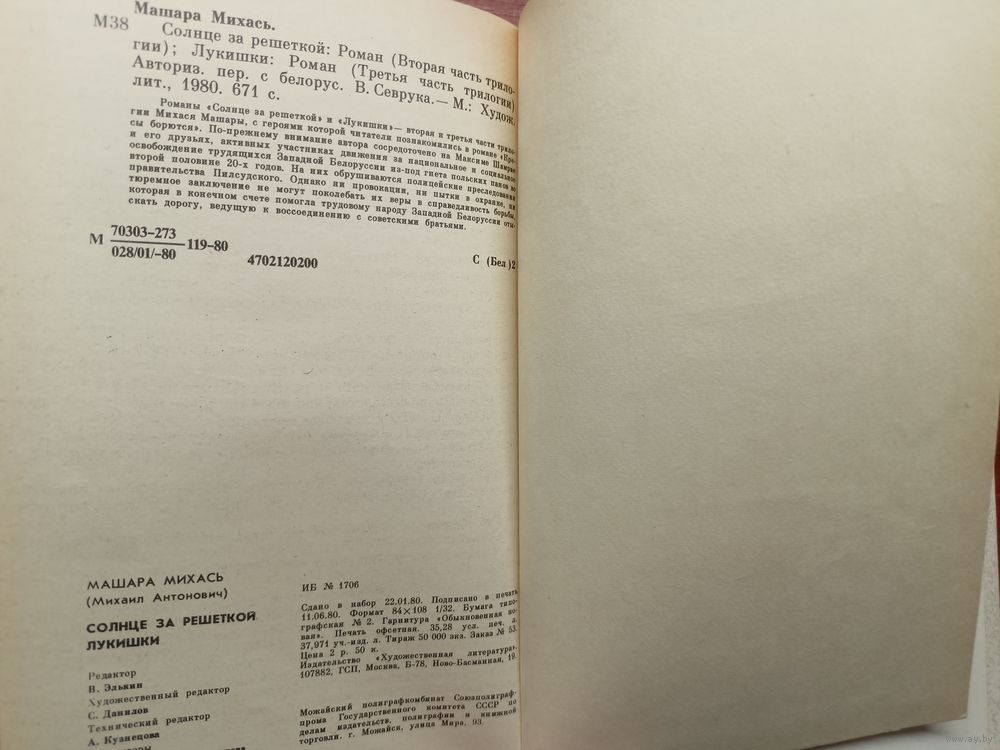 Машара Михась.
М38 Солнце за решеткой: Роман (Вторая часть трило-
гии); Лукишки: Роман (Третья часть трилогии)
Авториз. пер. с белорус. В. Севрука.— М.: Худож.
лит., 1980. 671 с.
Романы «Солнце за решеткой» и «Лукишки»— вторая и третья части трило-
гии Михася Машары, с героями которой читатели познакомились в романе «Кре-
сы борются». По-прежнему внимание автора сосредоточено на Максиме Шамрае
и его друзьях, активных участниках движения за национальное и социальное
освобождение трудящихся Западной Белоруссии из-под гнета польских панов во
второй половине 20-х годов. На них обрушиваются полицейские преследования
правительства Пилсудского. Однако ни провокации, ни пытки в охранке, ни
тюремное заключение не могут поколебать их веры в справедливость борьбы,
которая в конечном счете помогла трудовому народу Западной Белоруссии оты-
скать дорогу, ведущую к воссоединению с советскими братьями.
М 70303-273
028/01/-80 119-80 4702120200 С (Бел)2
МАШАРА МИХАСЬ
(Михаил Антонович)
СОЛНЦЕ ЗА РЕШЕТКОЙ
ЛУКИШКИ
Редактор
В. Элькин
Художественный редактор
С. Данилов
Технический редактор
А. Кузнецова
ИБ № 1706
Сдано в набор 22.01.80. Подписано в печать
11.06.80. Формат 84×108 1/32. Бумага типо-
графская № 2. Гарнитура «Обыкновенная но-
вая». Печать офсетная. 35,28 усл. печ. л.
37,971 уч.-изд. л. Тираж 50 000 экз. Заказ № 53.
Цена 2 р. 50 к.
Издательство «Художественная литература».
107882, ГСП, Москва, Б-78, Ново-Басманная, 19.
Можайский полиграфкомбинат Союзполиграф-
прома Государственного комитета СССР по
делам издательств, полиграфии и книжной
торговли. г. Можайск, улица Мира, 93.
www.ay.by